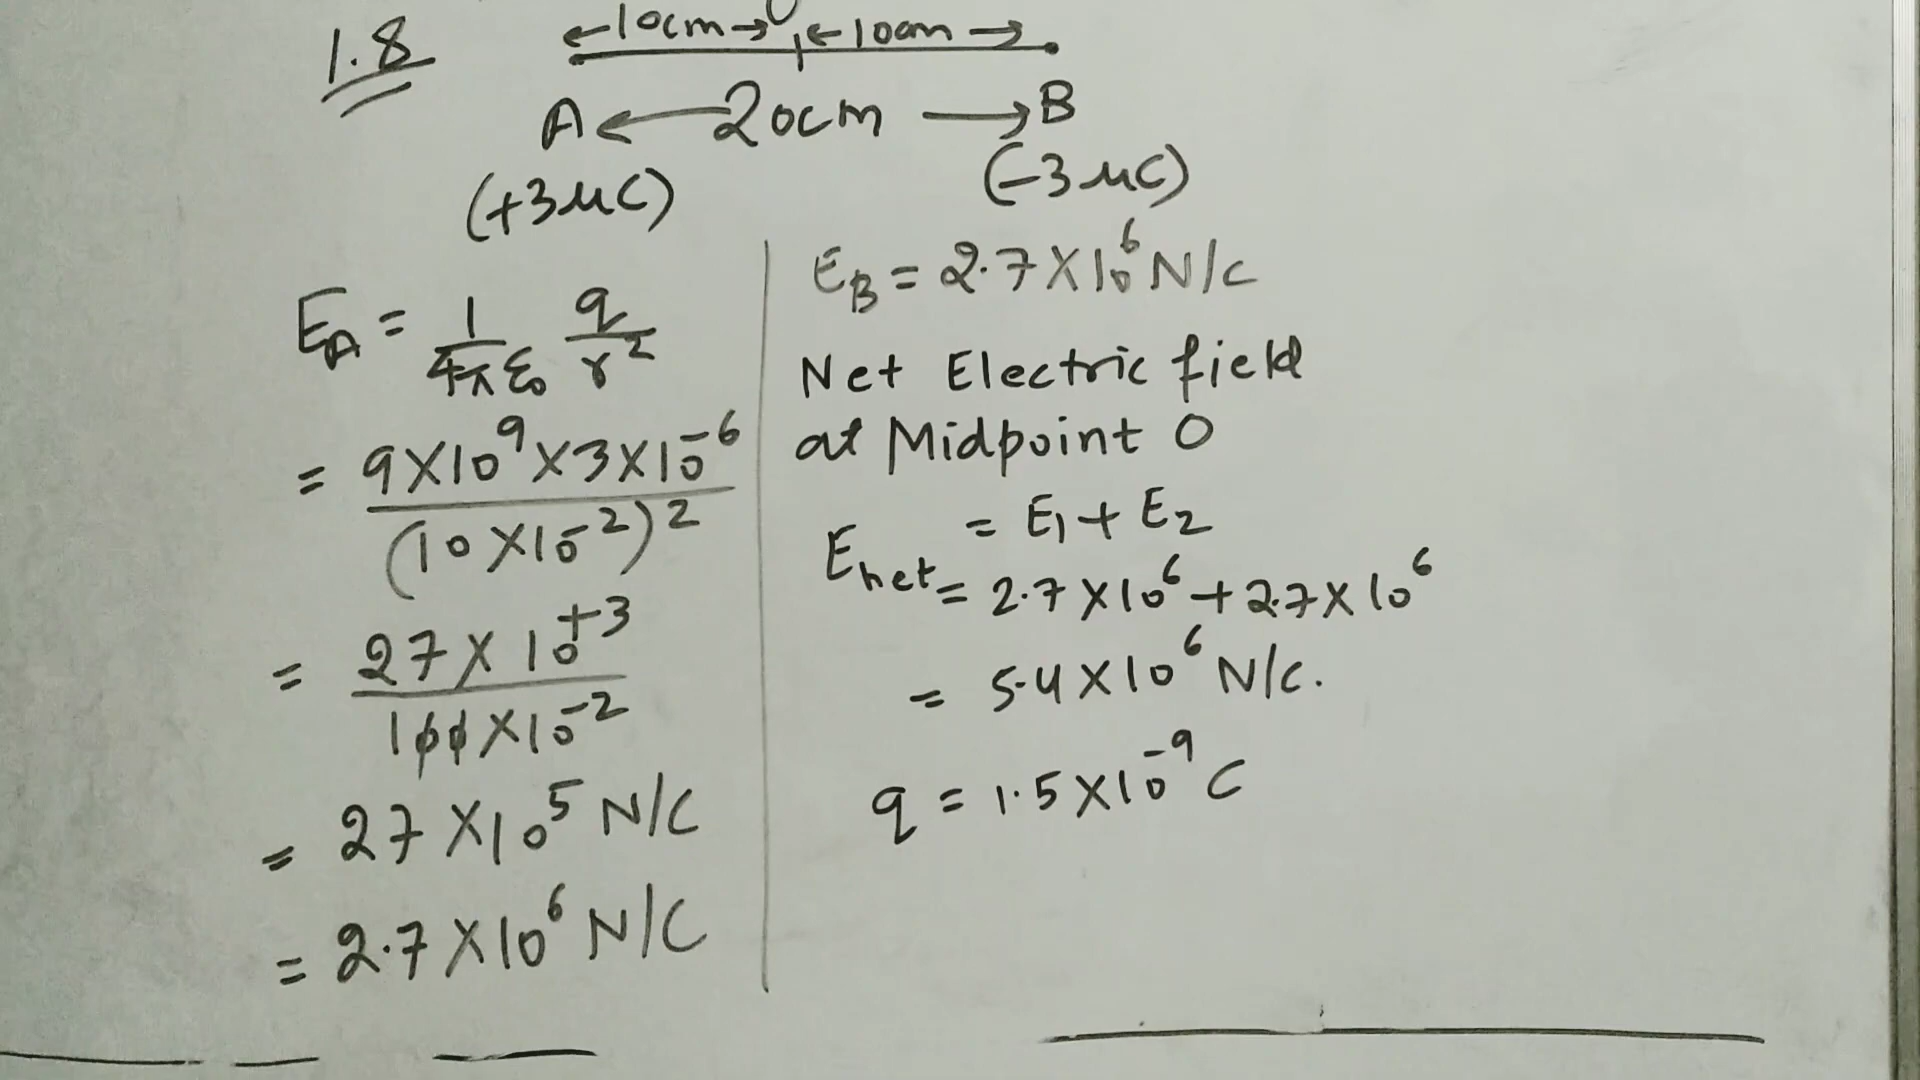 1.8
←10cm→ ←10cm→
A ← 20cm → B
(+3μC) (-3μC)
E_A = 1/4πε₀ q/r²
= 9×10⁹×3×10⁻⁶/(10×10⁻²)²
= 27×10⁺³/100×10⁻²
= 27×10⁵ N/C
= 2.7×10⁶ N/C
E_B = 2.7×10⁶ N/C
Net Electric field
at Midpoint O
E_net = E₁ + E₂
= 2.7×10⁶ + 2.7×10⁶
= 5.4×10⁶ N/C.
q = 1.5×10⁻⁹ C